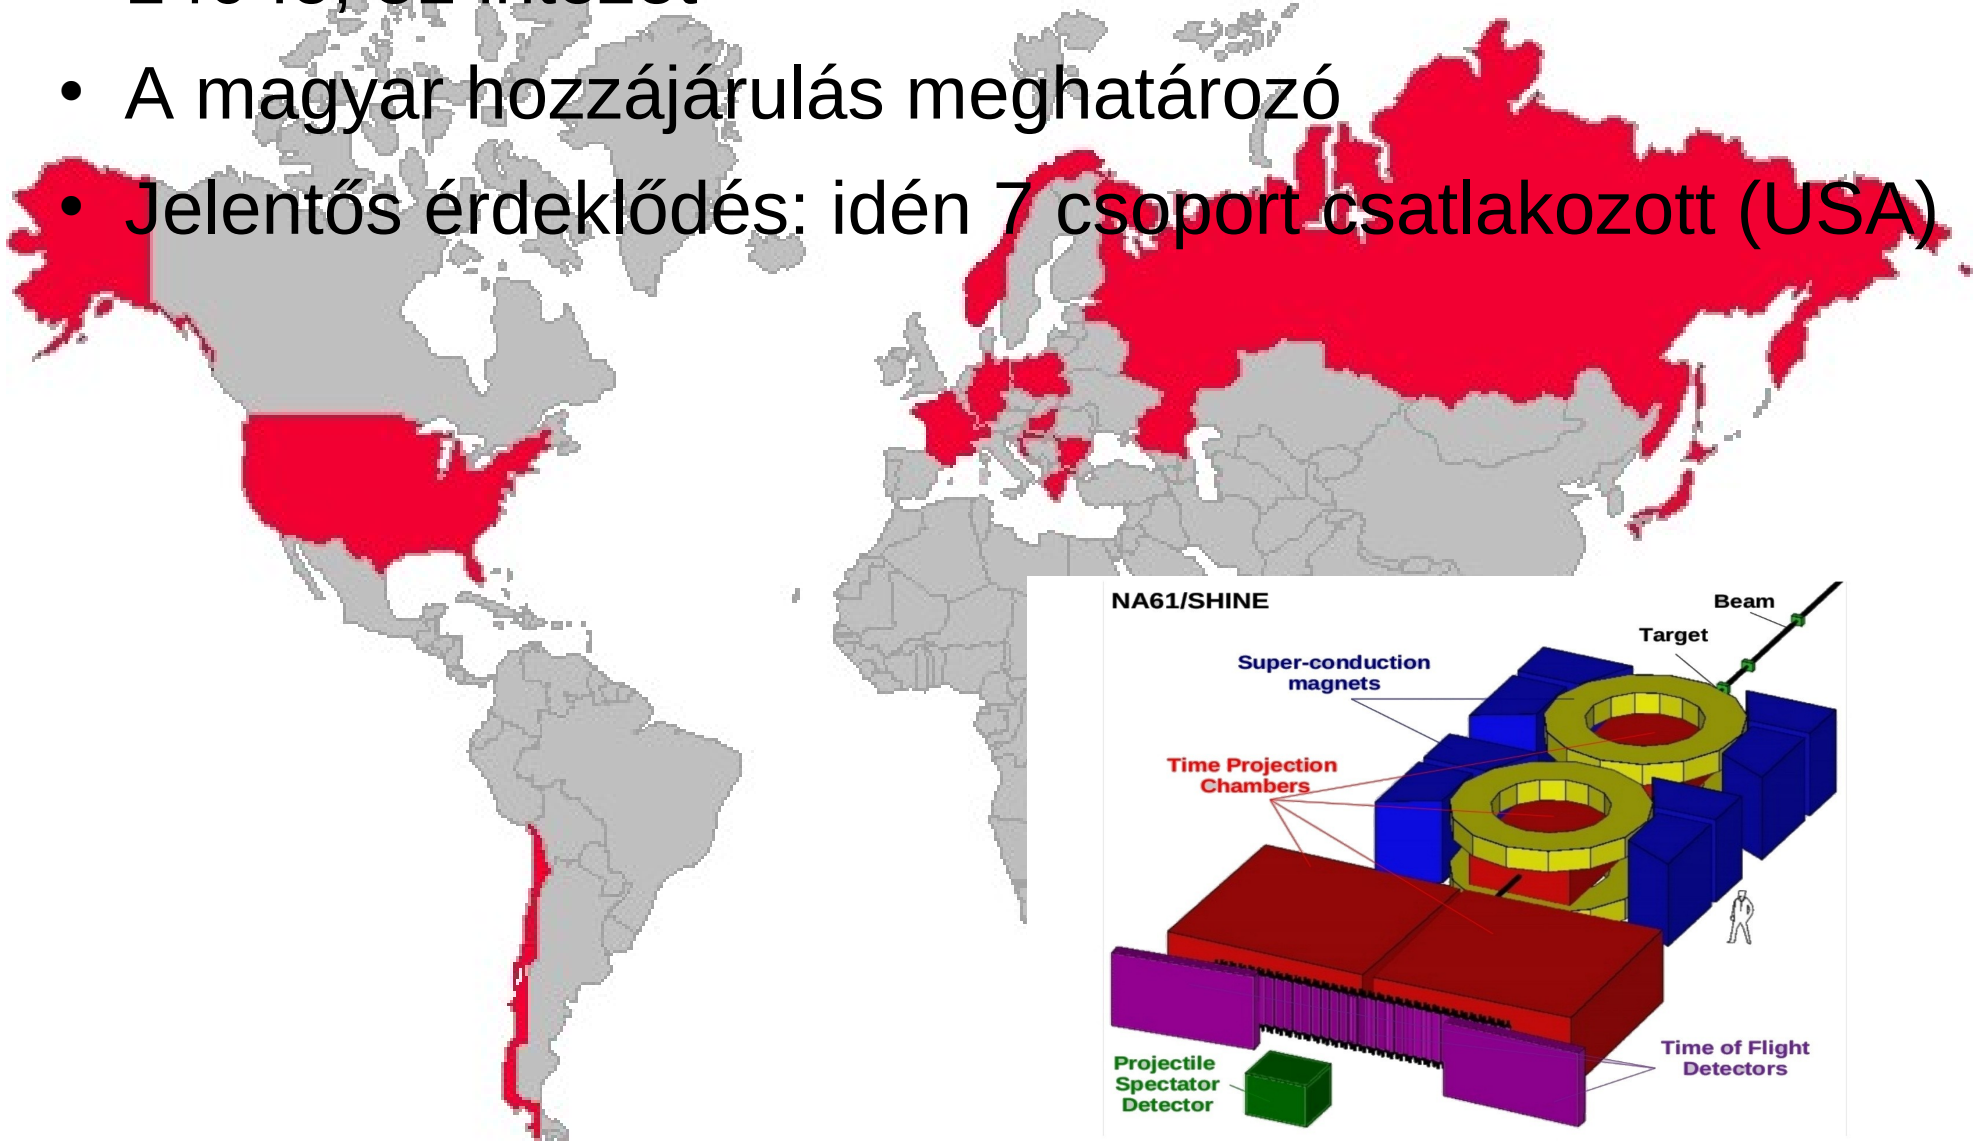 • A magyar hozzájárulás meghatározó
• Jelentős érdeklődés: idén 7 csoport csatlakozott (USA)
NA61/SHINE
Beam
Target
Super-conduction
magnets
Time Projection
Chambers
Time of Flight
Detectors
Projectile
Spectator
Detector